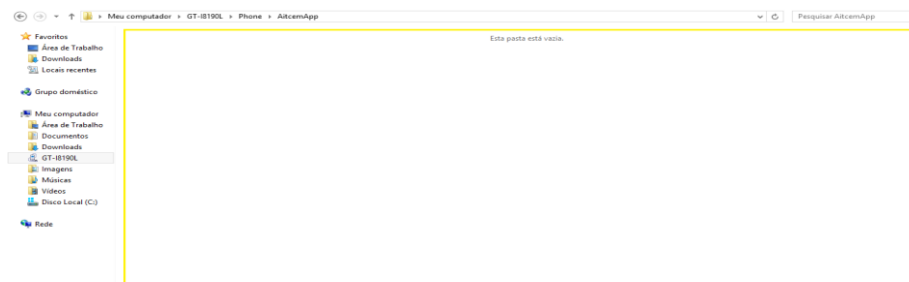 Meu computador GT-I8190L Phone AitcemApp
Pesquisar AitcemApp
Favoritos
Área de Trabalho
Downloads
Locais recentes
Grupo doméstico
Meu computador
Área de Trabalho
Documentos
Downloads
GT-I8190L
Imagens
Músicas
Vídeos
Disco Local (C:)
Rede
Esta pasta está vazia.